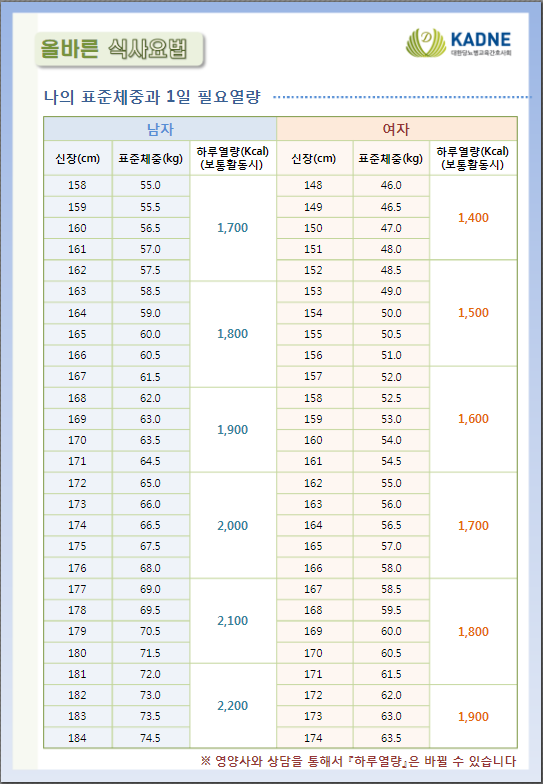 올바른 식사요법
KADNE
대한당뇨병교육간호사회
나의 표준체중과 1일 필요열량
남자 여자
신장(cm) 표준체중(kg) 하루열량(Kcal) (보통활동시) 신장(cm) 표준체중(kg) 하루열량(Kcal) (보통활동시)
158 55.0 148 46.0
159 55.5 149 46.5
1,400
160 56.5 1,700 150 47.0
161 57.0 151 48.0
162 57.5 152 48.5
163 58.5 153 49.0
164 59.0 154 50.0 1,500
165 60.0 1,800 155 50.5
166 60.5 156 51.0
167 61.5 157 52.0
168 62.0 158 52.5
169 63.0 159 53.0 1,600
1,900
170 63.5 160 54.0
171 64.5 161 54.5
172 65.0 162 55.0
173 66.0 163 56.0
174 66.5 2,000 164 56.5 1,700
175 67.5 165 57.0
176 68.0 166 58.0
177 69.0 167 58.5
178 69.5 168 59.5
2,100
179 70.5 169 60.0 1,800
180 71.5 170 60.5
181 72.0 171 61.5
182 73.0 172 62.0
2,200
183 73.5 173 63.0 1,900
184 74.5 174 63.5
※ 영양사와 상담을 통해서 『하루열량』은 바뀔 수 있습니다